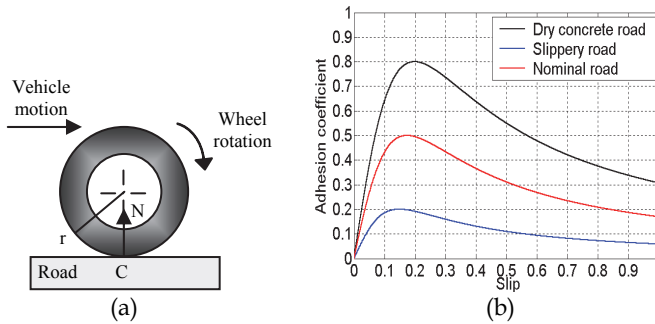 Vehicle
motion
Wheel
rotation
N
r
Road
C
(a)
1
0.9
0.8
0.7
0.6
0.5
0.4
0.3
0.2
0.1
0
Adhesion coefficient
Dry concrete road
Slippery road
Nominal road
0 0.1 0.2 0.3 0.4 0.5 0.6 0.7 0.8 0.9
Slip
(b)